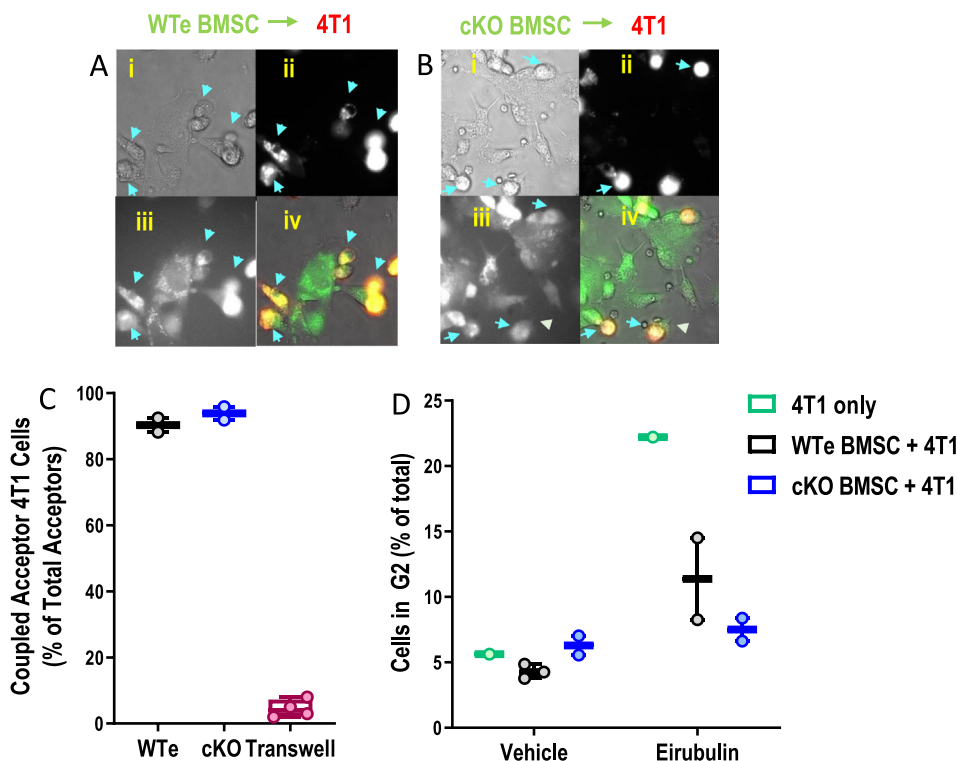 WTe BMSC → 4T1
cKO BMSC → 4T1
A
i
ii
iii
iv
B
i
ii
iii
iv
C
Coupled Acceptor 4T1 Cells
(% of Total Acceptors)
100
80
60
40
20
0
WTe
cKO
Transwell
D
Cells in G2 (% of total)
25
20
15
10
5
0
Vehicle
Eirubulin
4T1 only
WTe BMSC + 4T1
cKO BMSC + 4T1